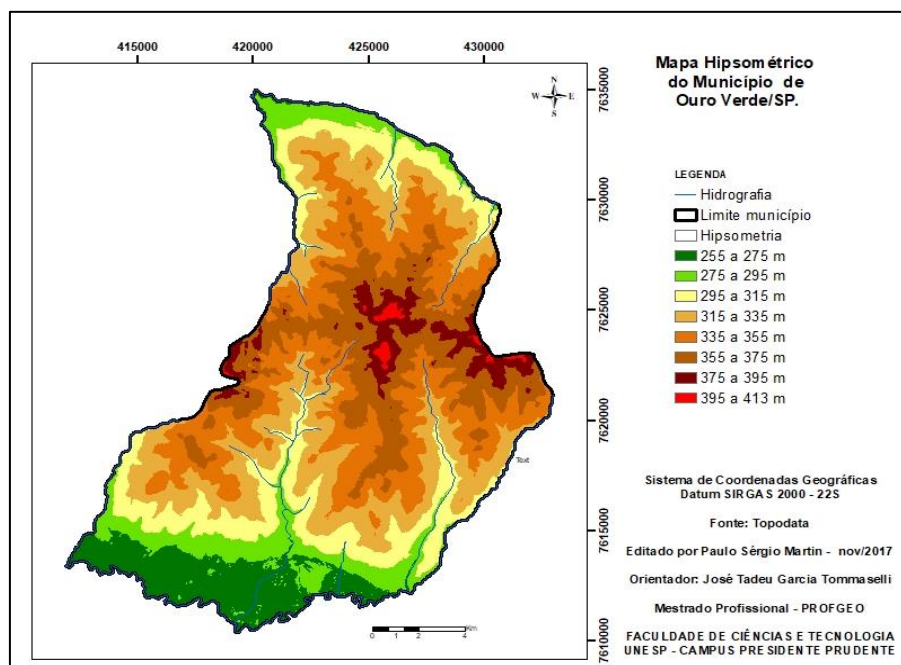 415000 420000 425000 430000
Mapa Hipsométrico
do Município de
Ouro Verde/SP.
N
W E
S
7635000
7630000
7625000
7620000
7615000
7610000
LEGENDA
Hidrografia
Limite município
Hipsometria
255 a 275 m
275 a 295 m
295 a 315 m
315 a 335 m
335 a 355 m
355 a 375 m
375 a 395 m
395 a 413 m
Text
Sistema de Coordenadas Geográficas
Datum SIRGAS 2000 - 22S
Fonte: Topodata
Editado por Paulo Sérgio Martin - nov/2017
Orientador: José Tadeu Garcia Tommaselli
Mestrado Profissional - PROFGEO
FACULDADE DE CIÊNCIAS E TECNOLOGIA
UNESP - CAMPUS PRESIDENTE PRUDENTE
Km
0 1 2 4